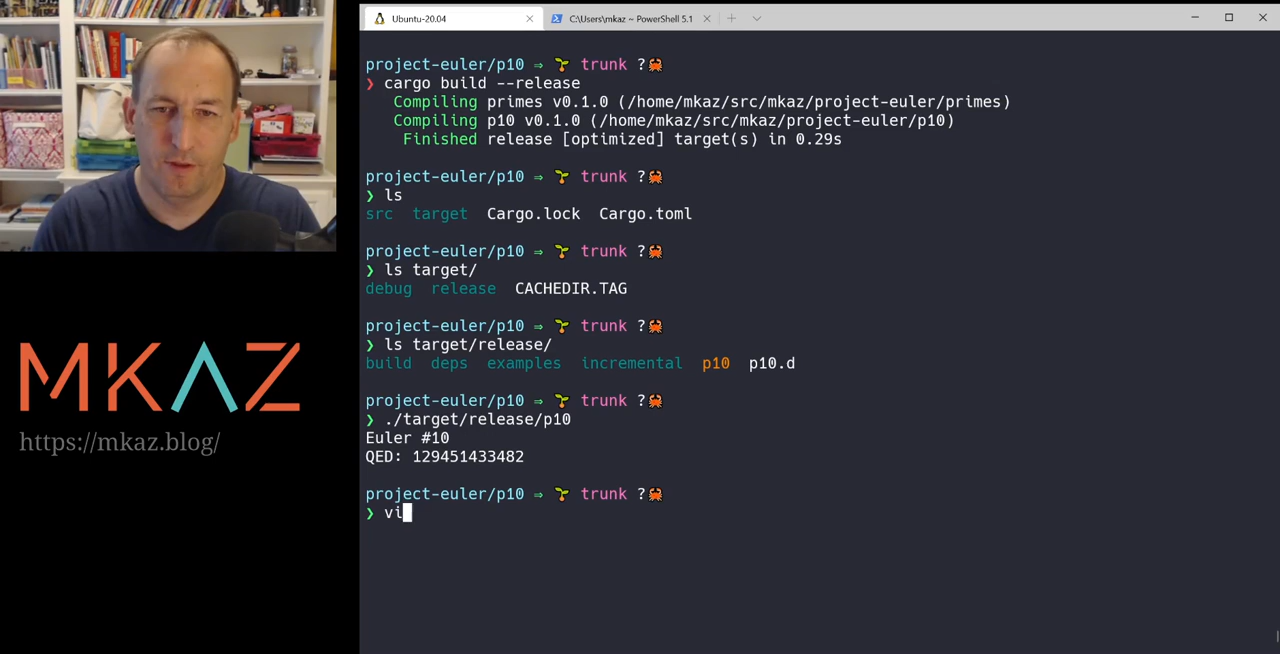 Ubuntu-20.04
C:\Users\mkaz ~ PowerShell 5.1
project-euler/p10 ⇒ trunk ?
❯ cargo build --release
Compiling primes v0.1.0 (/home/mkaz/src/mkaz/project-euler/primes)
Compiling p10 v0.1.0 (/home/mkaz/src/mkaz/project-euler/p10)
Finished release [optimized] target(s) in 0.29s
project-euler/p10 ⇒ trunk ?
❯ ls
src target Cargo.lock Cargo.toml
project-euler/p10 ⇒ trunk ?
❯ ls target/
debug release CACHEDIR.TAG
project-euler/p10 ⇒ trunk ?
❯ ls target/release/
build deps examples incremental p10 p10.d
project-euler/p10 ⇒ trunk ?
❯ ./target/release/p10
Euler #10
QED: 129451433482
project-euler/p10 ⇒ trunk ?
❯ vi
MKAZ
https://mkaz.blog/